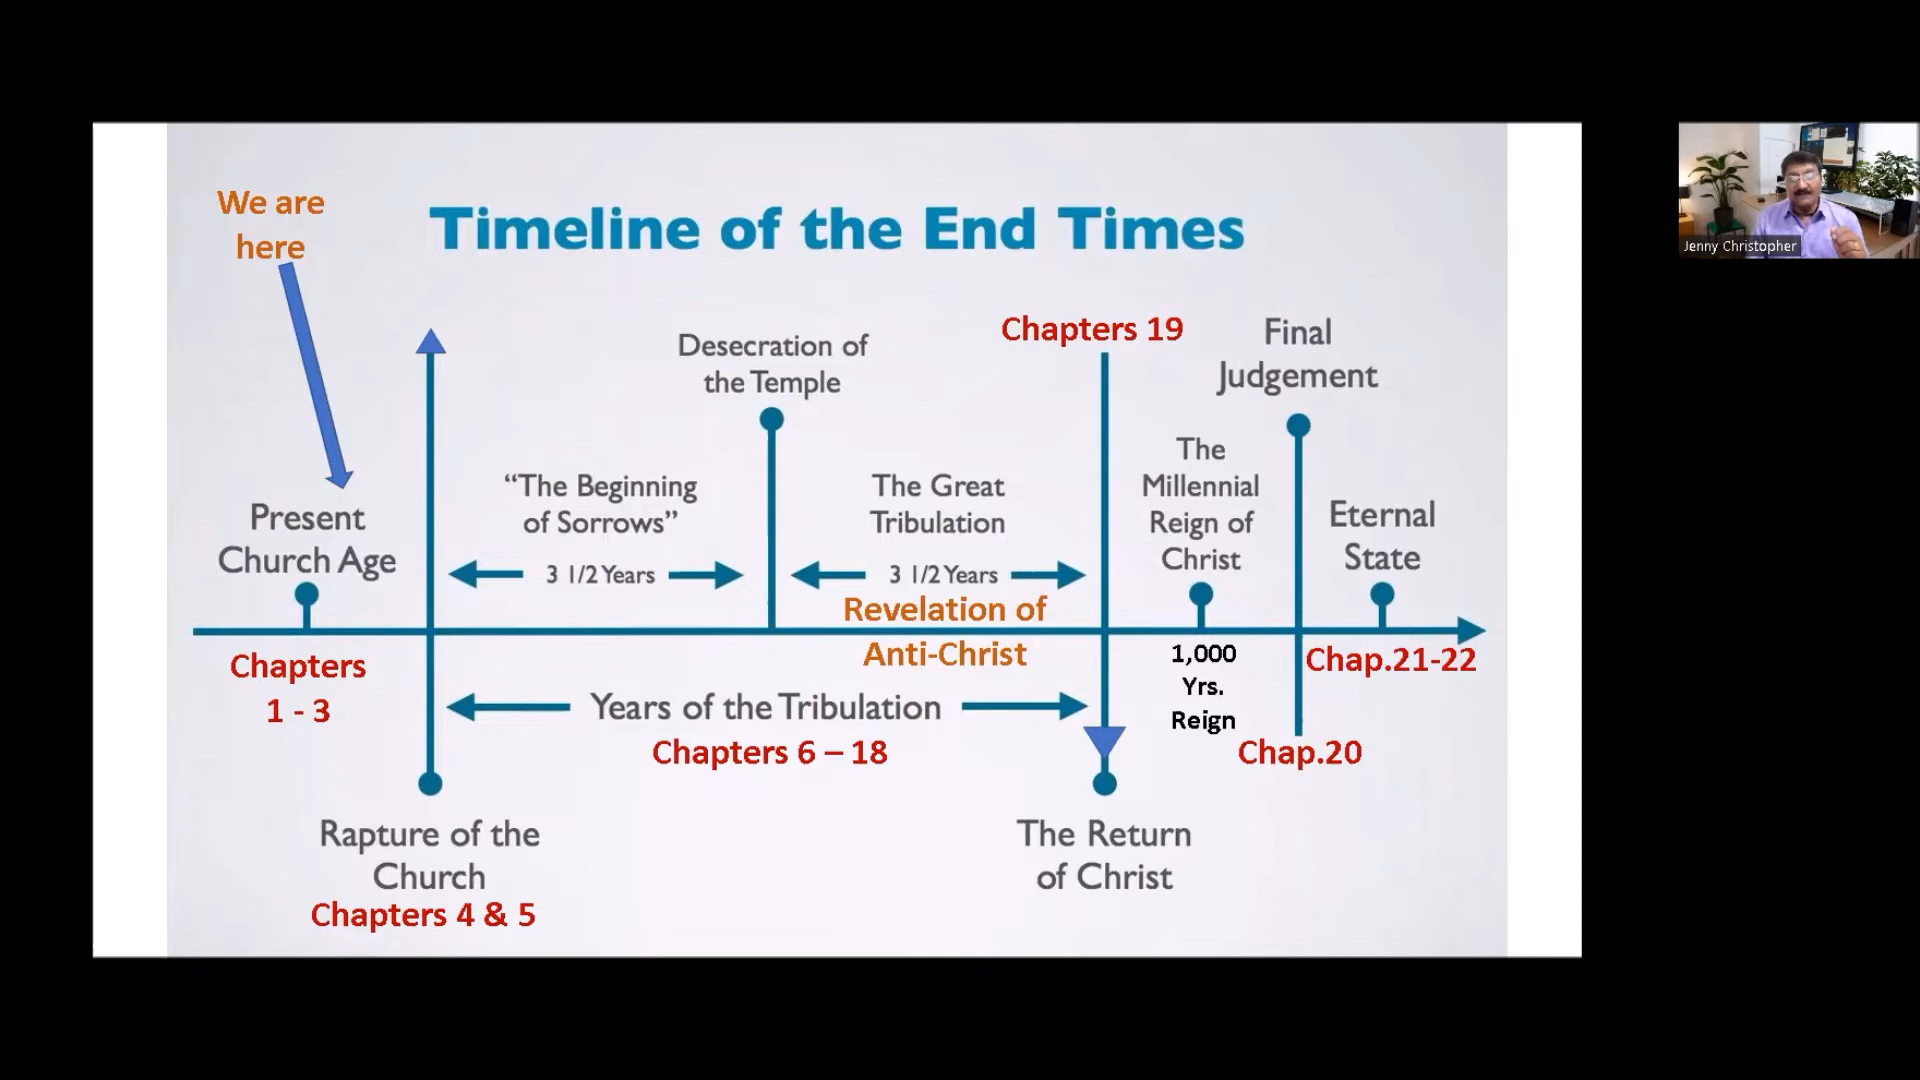 We are
here
Timeline of the End Times
Chapters 19
Final
Judgement
Desecration of
the Temple
The
Millennial
Reign of
Christ
"The Beginning
of Sorrows"
The Great
Tribulation
Present
Church Age
Eternal
State
3 1/2 Years
3 1/2 Years
Revelation of
Anti-Christ
Chapters
1 - 3
1,000
Yrs.
Reign
Chap.21-22
Years of the Tribulation
Chapters 6 – 18
Chap.20
Rapture of the
Church
Chapters 4 & 5
The Return
of Christ
Jenny Christopher